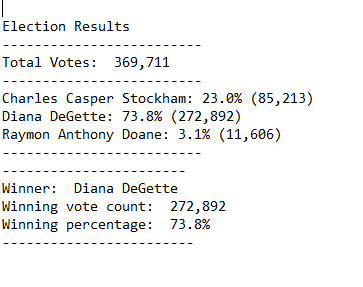 Election Results
-------------------------
Total Votes:  369,711
-------------------------
Charles Casper Stockham: 23.0% (85,213)
Diana DeGette: 73.8% (272,892)
Raymon Anthony Doane: 3.1% (11,606)
-------------------------
-----------------------
Winner:  Diana DeGette
Winning vote count:  272,892
Winning percentage:  73.8%
------------------------